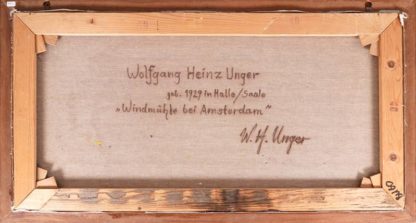 Wolfgang Heinz Unger
geb. 1929 in Halle/Saale
„Windmühle bei Amsterdam"
W. H. Unger